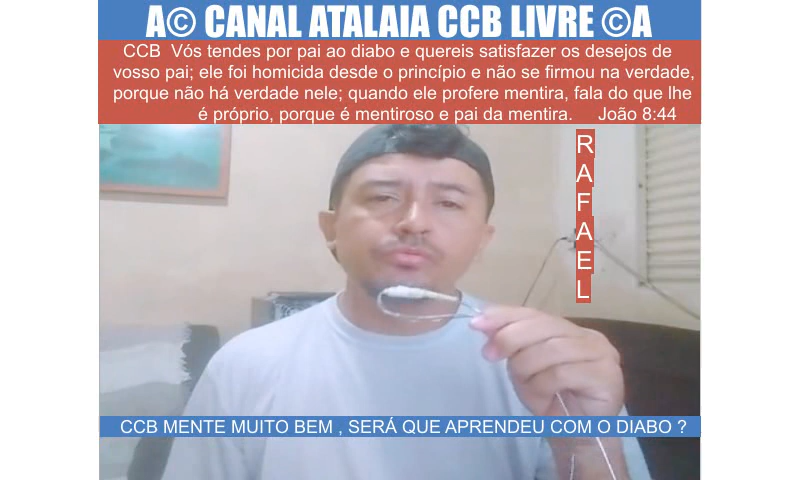 A© CANAL ATALAIA CCB LIVRE ©A
CCB Vós tendes por pai ao diabo e quereis satisfazer os desejos de
vosso pai; ele foi homicida desde o princípio e não se firmou na verdade,
porque não há verdade nele; quando ele profere mentira, fala do que lhe
é próprio, porque é mentiroso e pai da mentira. João 8:44
R
A
F
A
E
L
CCB MENTE MUITO BEM , SERÁ QUE APRENDEU COM O DIABO ?